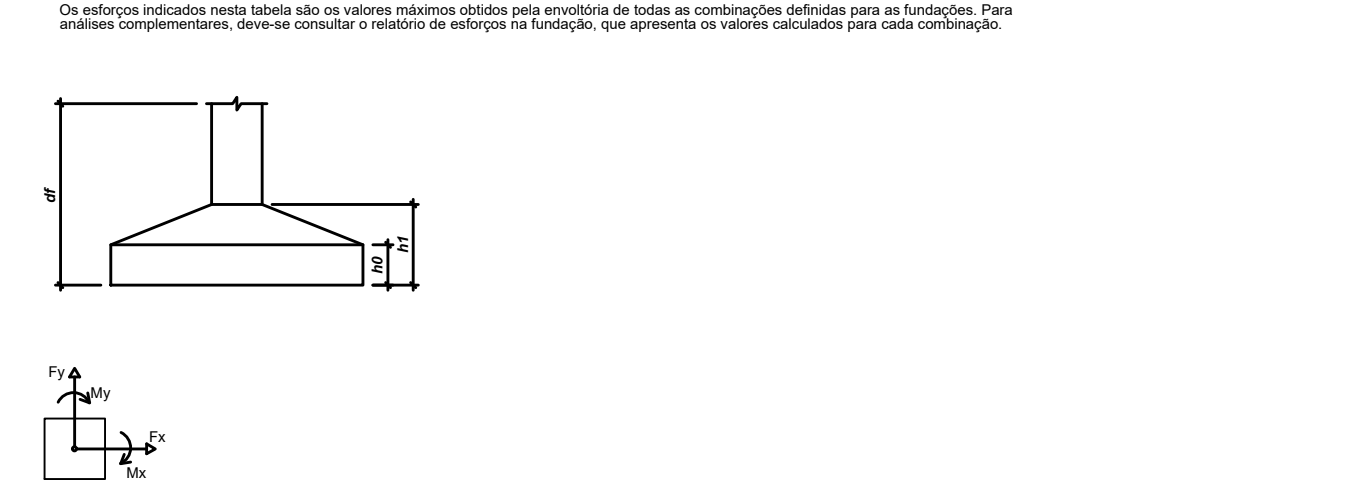 Os esforços indicados nesta tabela são os valores máximos obtidos pela envoltória de todas as combinações definidas para as fundações. Para
análises complementares, deve-se consultar o relatório de esforços na fundação, que apresenta os valores calculados para cada combinação.
df
h1
h0
Fy
My
Fx
Mx